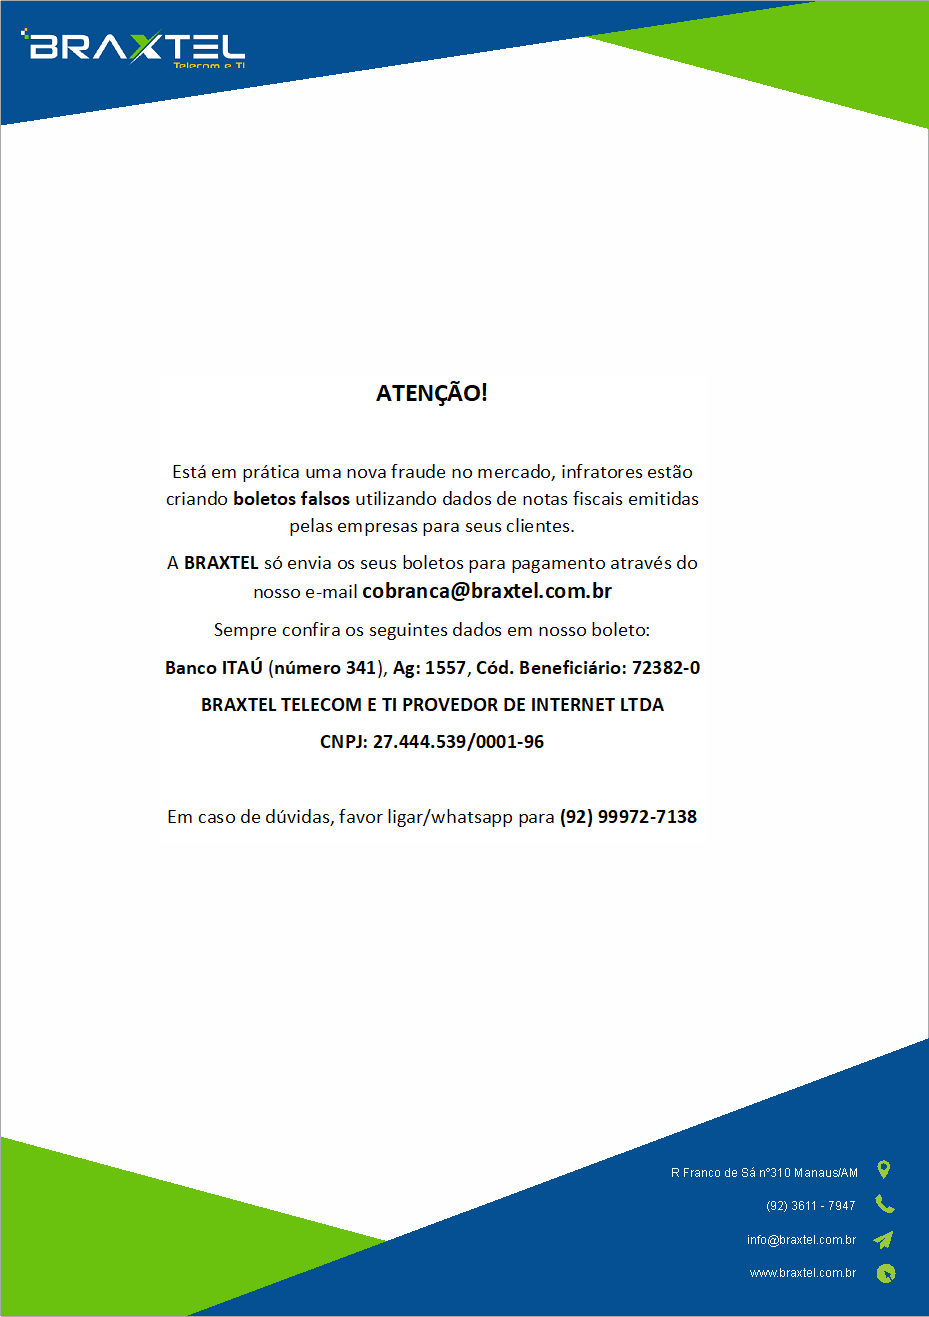 BRAXTEL
Telecom e TI
ATENÇÃO!
Está em prática uma nova fraude no mercado, infratores estão
criando boletos falsos utilizando dados de notas fiscais emitidas
pelas empresas para seus clientes.
A BRAXTEL só envia os seus boletos para pagamento através do
nosso e-mail cobranca@braxtel.com.br
Sempre confira os seguintes dados em nosso boleto:
Banco ITAÚ (número 341), Ag: 1557, Cód. Beneficiário: 72382-0
BRAXTEL TELECOM E TI PROVEDOR DE INTERNET LTDA
CNPJ: 27.444.539/0001-96
Em caso de dúvidas, favor ligar/whatsapp para (92) 99972-7138
R Franco de Sá nº310 Manaus/AM
(92) 3611 - 7947
info@braxtel.com.br
www.braxtel.com.br